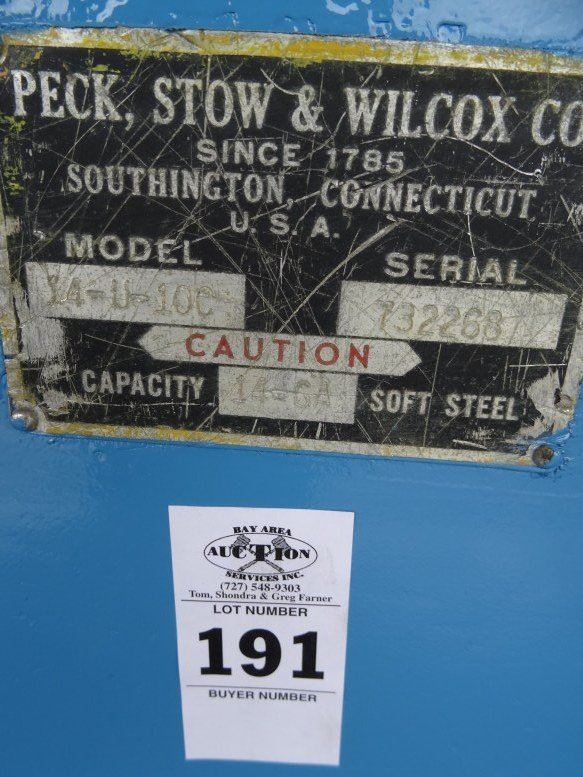 PECK, STOW & WILCOX CO
SINCE 1785
SOUTHINGTON, CONNECTICUT
U. S. A.
MODEL
SERIAL
14-U-10C
732268
CAUTION
CAPACITY 14-GA SOFT STEEL
BAY AREA
AUCTION
SERVICES INC.
(727) 548-9303
Tom, Shondra & Greg Farner
LOT NUMBER
191
BUYER NUMBER